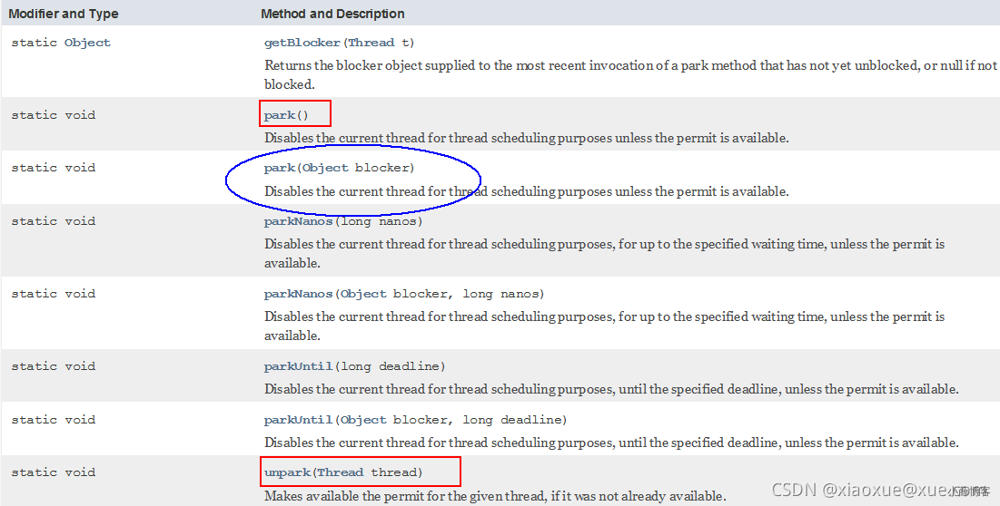 Modifier and Type Method and Description
static Object getBlocker(Thread t)
Returns the blocker object supplied to the most recent invocation of a park method that has not yet unblocked, or null if not
blocked.
static void park()
Disables the current thread for thread scheduling purposes unless the permit is available.
static void park(Object blocker)
Disables the current thread for thread scheduling purposes unless the permit is available.
static void parkNanos(long nanos)
Disables the current thread for thread scheduling purposes, for up to the specified waiting time, unless the permit is
available.
static void parkNanos(Object blocker, long nanos)
Disables the current thread for thread scheduling purposes, for up to the specified waiting time, unless the permit is
available.
static void parkUntil(long deadline)
Disables the current thread for thread scheduling purposes, until the specified deadline, unless the permit is available.
static void parkUntil(Object blocker, long deadline)
Disables the current thread for thread scheduling purposes, until the specified deadline, unless the permit is available.
static void unpark(Thread thread)
Makes available the permit for the given thread, if it was not already available.
CSDN @xiaoxue@xue